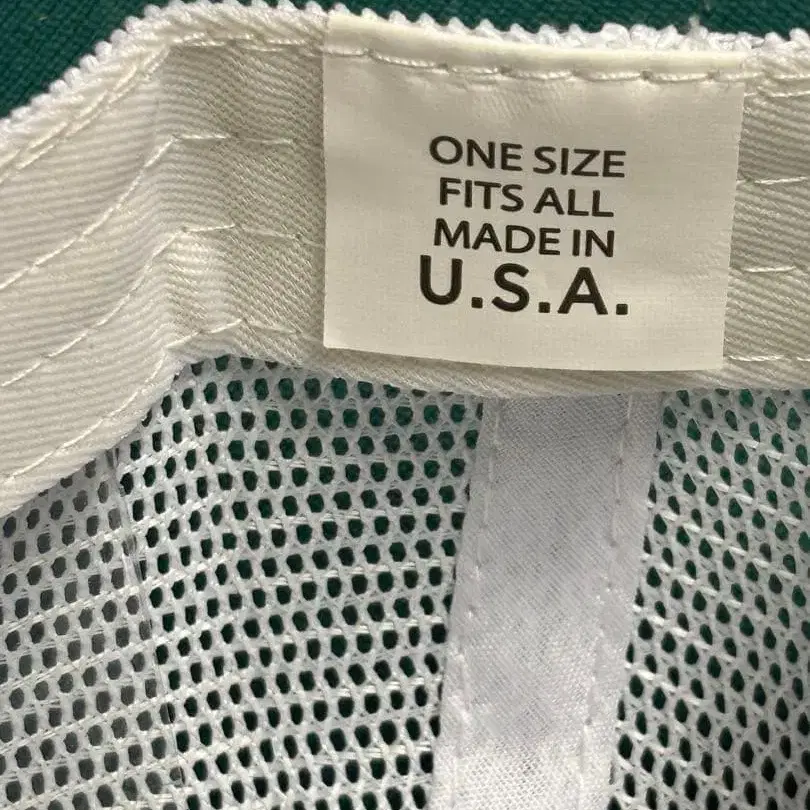 ONE SIZE
FITS ALL
MADE IN
U.S.A.